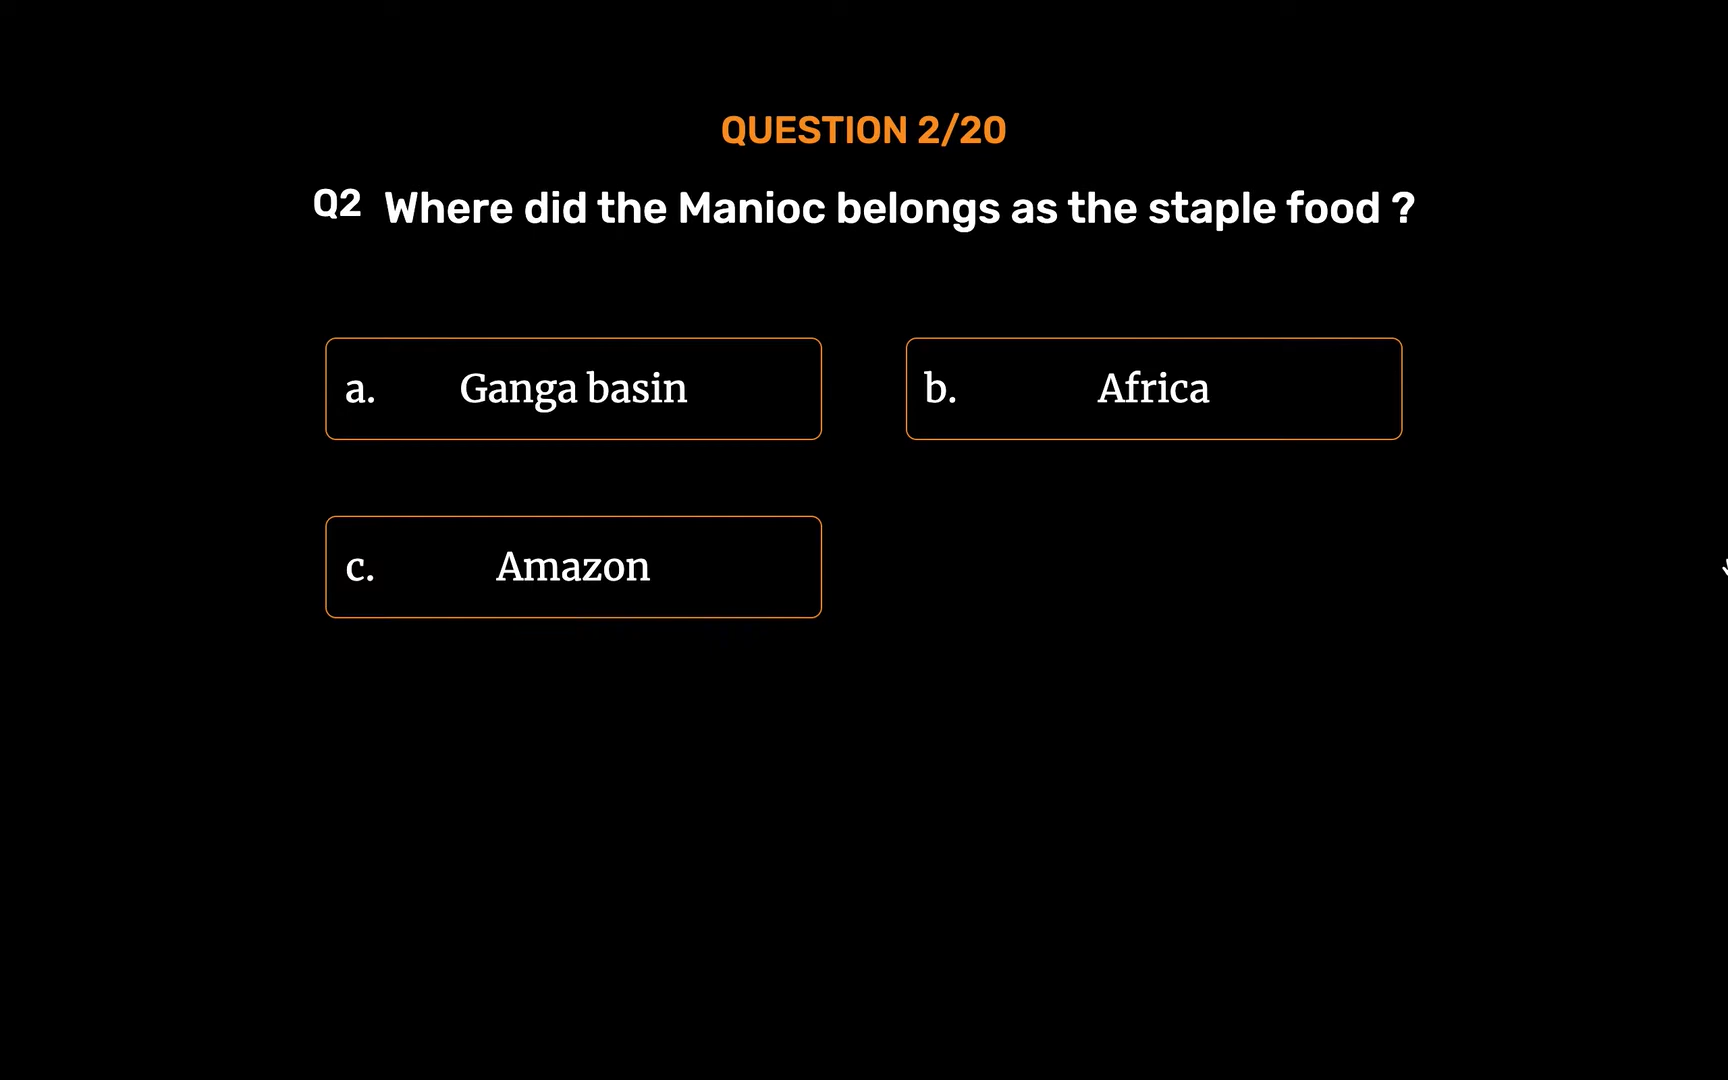 QUESTION 2/20
Q2 Where did the Manioc belongs as the staple food ?
a. Ganga basin
b. Africa
c. Amazon